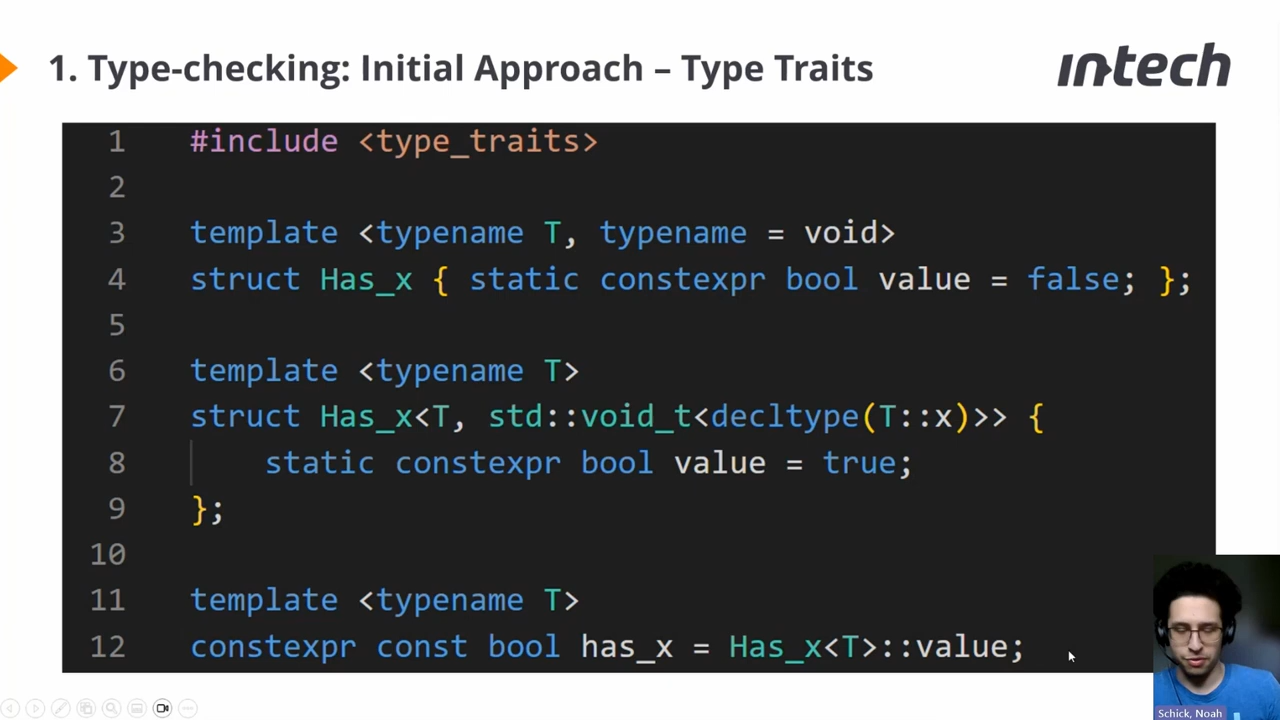 1. Type-checking: Initial Approach – Type Traits
intech
1 #include <type_traits>
2
3 template <typename T, typename = void>
4 struct Has_x { static constexpr bool value = false; };
5
6 template <typename T>
7 struct Has_x<T, std::void_t<decltype(T::x)>> {
8 static constexpr bool value = true;
9 };
10
11 template <typename T>
12 constexpr const bool has_x = Has_x<T>::value;
Schick, Noah